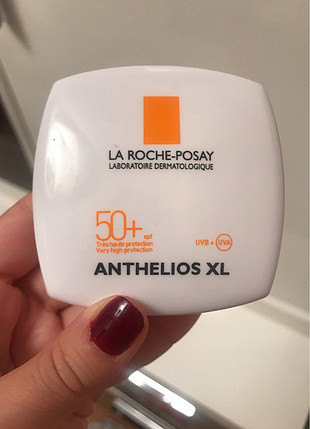 LA ROCHE-POSAY
LABORATOIRE DERMATOLOGIQUE
50+ spf
Très haute protection
Very high protection
UVB + UVA
ANTHELIOS XL